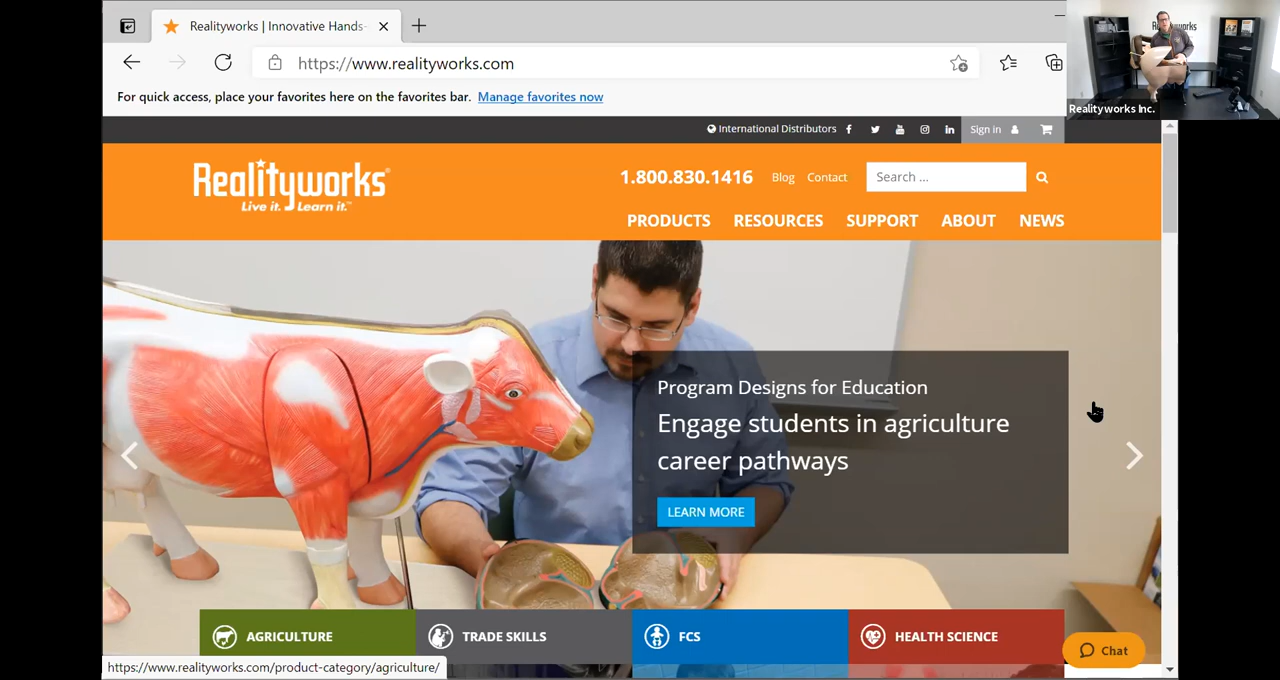 Realityworks | Innovative Hands-
https://www.realityworks.com
For quick access, place your favorites here on the favorites bar. Manage favorites now
Realityworks Inc.
International Distributors
Sign in
Realityworks
Live it. Learn it.™
1.800.830.1416
Blog
Contact
Search ...
PRODUCTS
RESOURCES
SUPPORT
ABOUT
NEWS
Program Designs for Education
Engage students in agriculture
career pathways
LEARN MORE
AGRICULTURE
TRADE SKILLS
FCS
HEALTH SCIENCE
Chat
https://www.realityworks.com/product-category/agriculture/